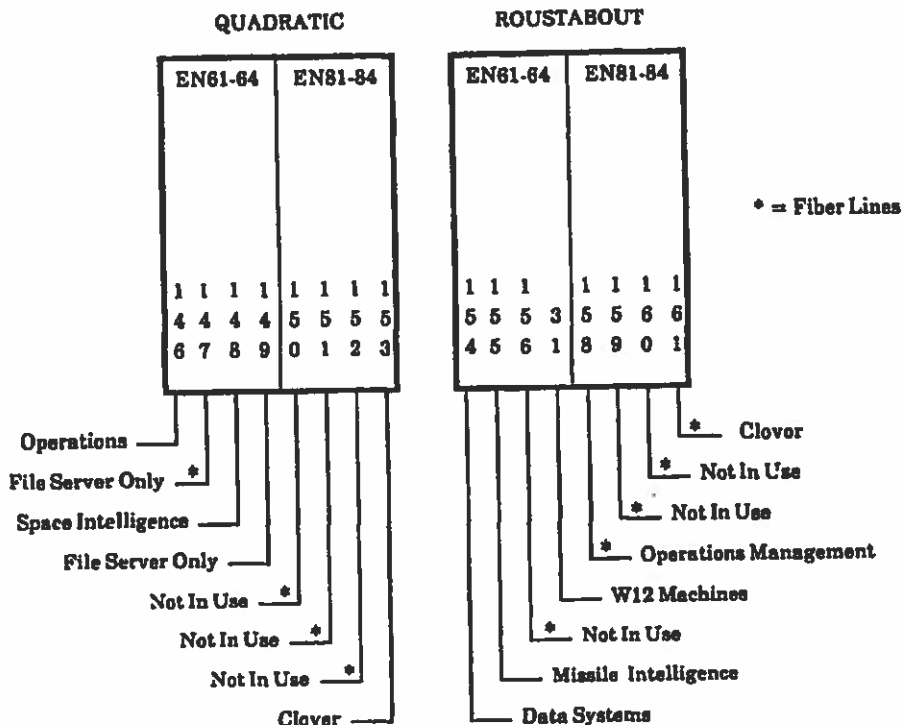 QUADRATIC
EN61-64 EN81-84
1 1 1 1 1 1 1 1
4 4 4 4 5 5 5 5
6 7 8 9 0 1 2 3
Operations
* File Server Only
Space Intelligence
File Server Only
Not In Use *
Not In Use *
Not In Use *
Clover
ROUSTABOUT
EN61-64 EN81-84
1 1 1 1 1 1 1
5 5 5 3 5 5 6 6
4 5 6 1 8 9 0 1
* Clover
* Not In Use
* Not In Use
* Operations Management
W12 Machines
* Not In Use
Missile Intelligence
Data Systems
* = Fiber Lines